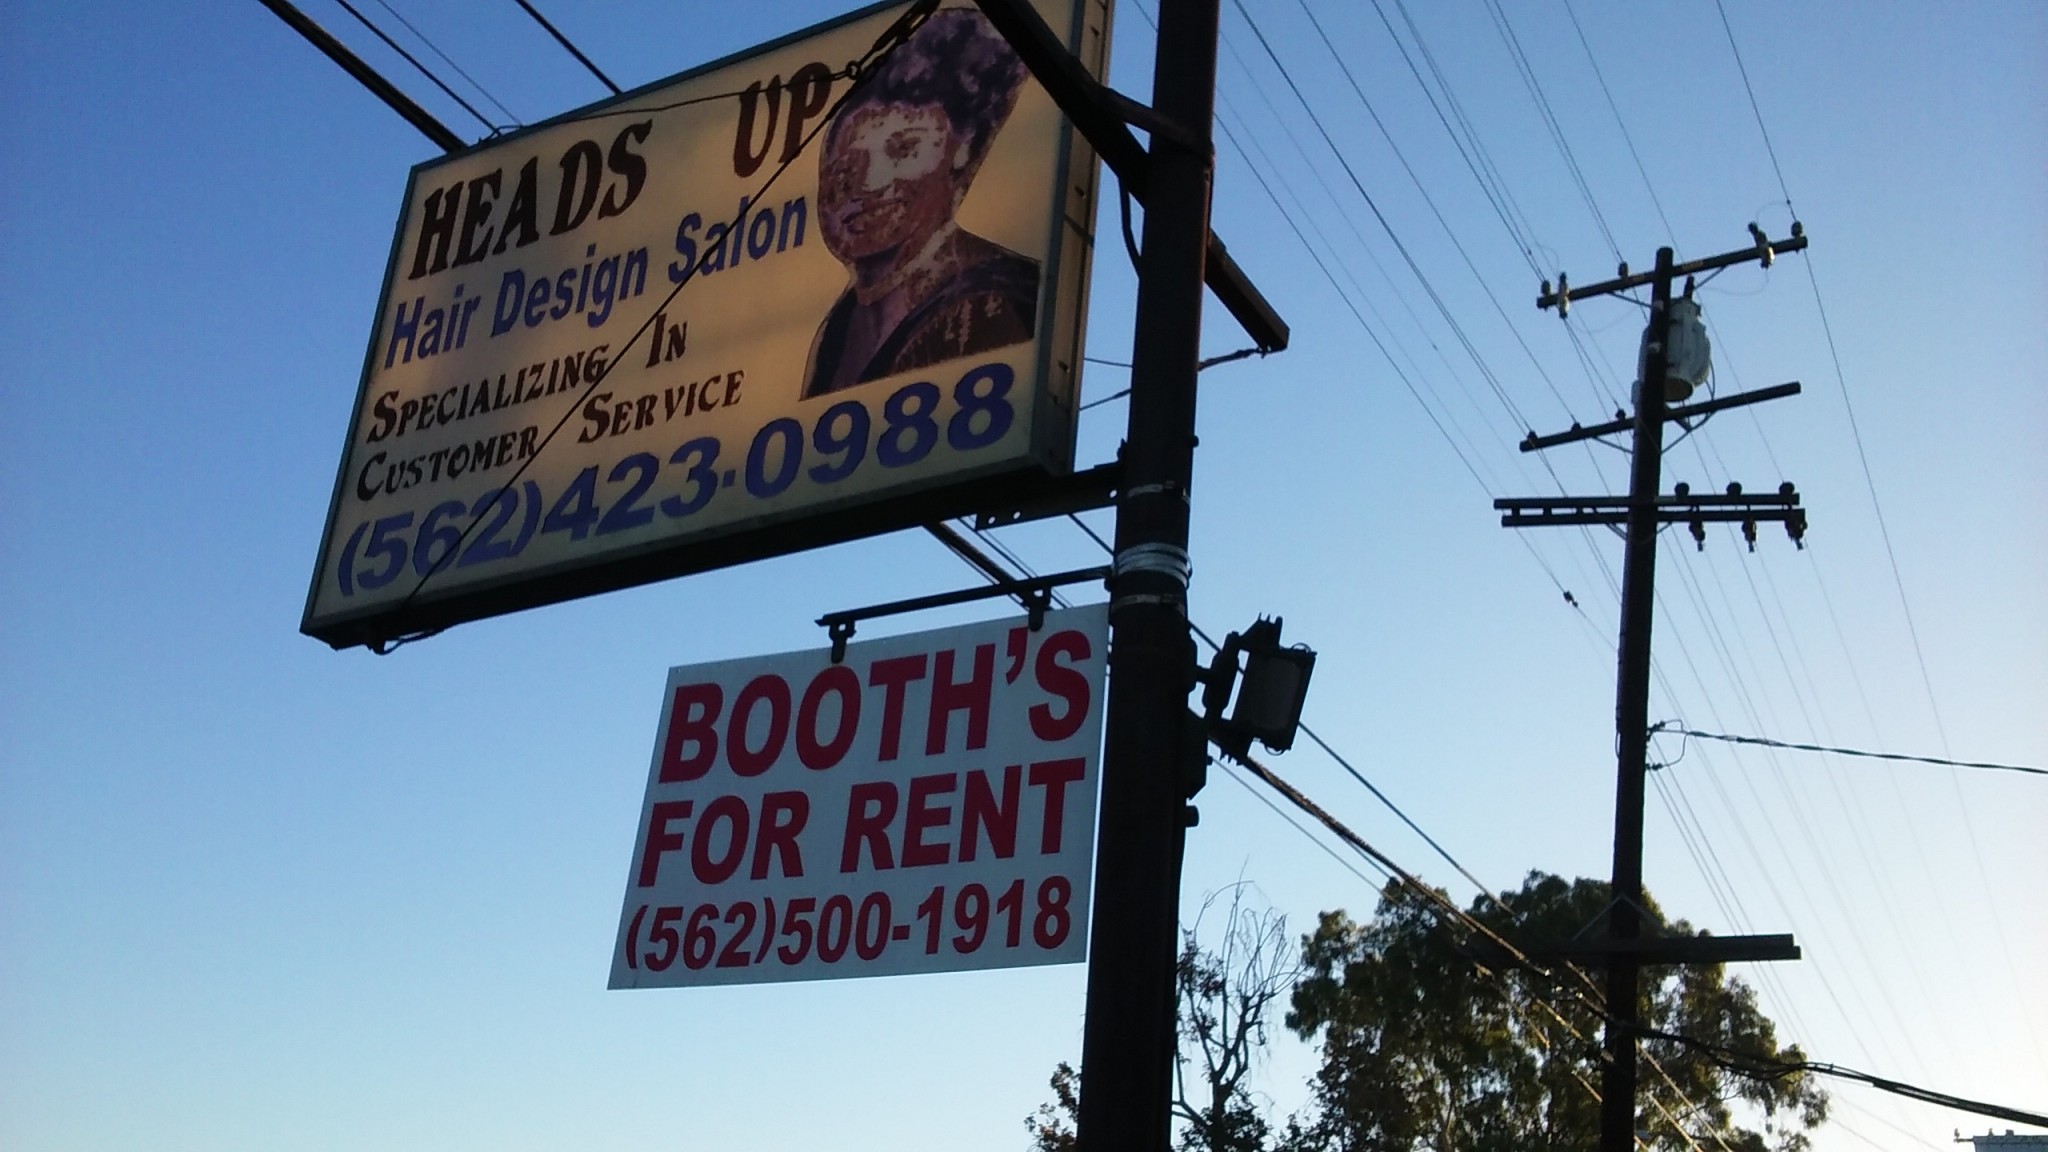 HEADS UP
Hair Design Salon
SPECIALIZING IN
CUSTOMER SERVICE
(562)423-0988
BOOTH'S
FOR RENT
(562)500-1918